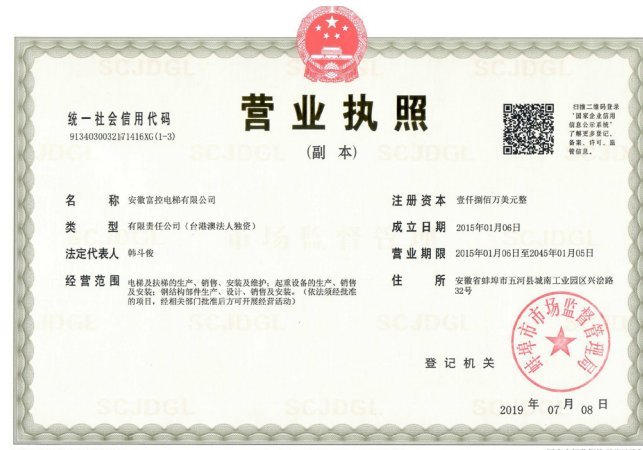 统一社会信用代码
913403003217​1416XG(1-3)
营业执照
(副 本)
扫描二维码登录
“国家企业信用
信息公示系统”
了解更多登记、
备案、许可、监
管信息。
名 称 安徽富控电梯有限公司
类 型 有限责任公司（台港澳法人独资）
法定代表人 韩斗俊
经营范围 电梯及扶梯的生产、销售、安装及维护；起重设备的生产、销售
及安装；钢结构部件生产、设计、销售及安装。（依法须经批准
的项目，经相关部门批准后方可开展经营活动）
注册资本 壹仟捌佰万美元整
成立日期 2015年01月06日
营业期限 2015年01月06日至2045年01月05日
住 所 安徽省蚌埠市五河县城南工业园区兴浍路
32号
登记机关
蚌埠市市场监督管理局
2019 年 07 月 08 日
SCJDGL
市场监督管理